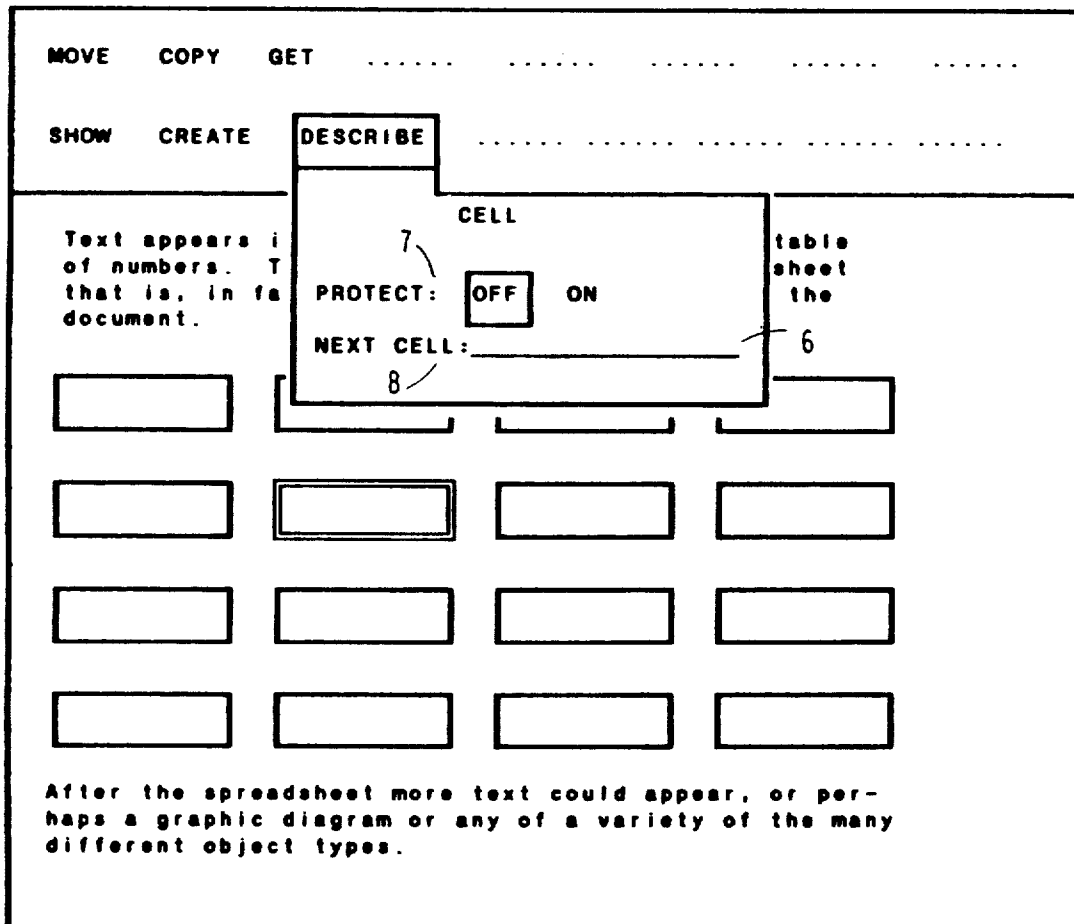 MOVE COPY GET ...... ...... ...... ...... ......
SHOW CREATE DESCRIBE ...... ...... ...... ...... ......
CELL
7
PROTECT: OFF ON
NEXT CELL:
6
8
Text appears i table
of numbers. T sheet
that is, in fa the
document.
After the spreadsheet more text could appear, or per-
haps a graphic diagram or any of a variety of the many
different object types.